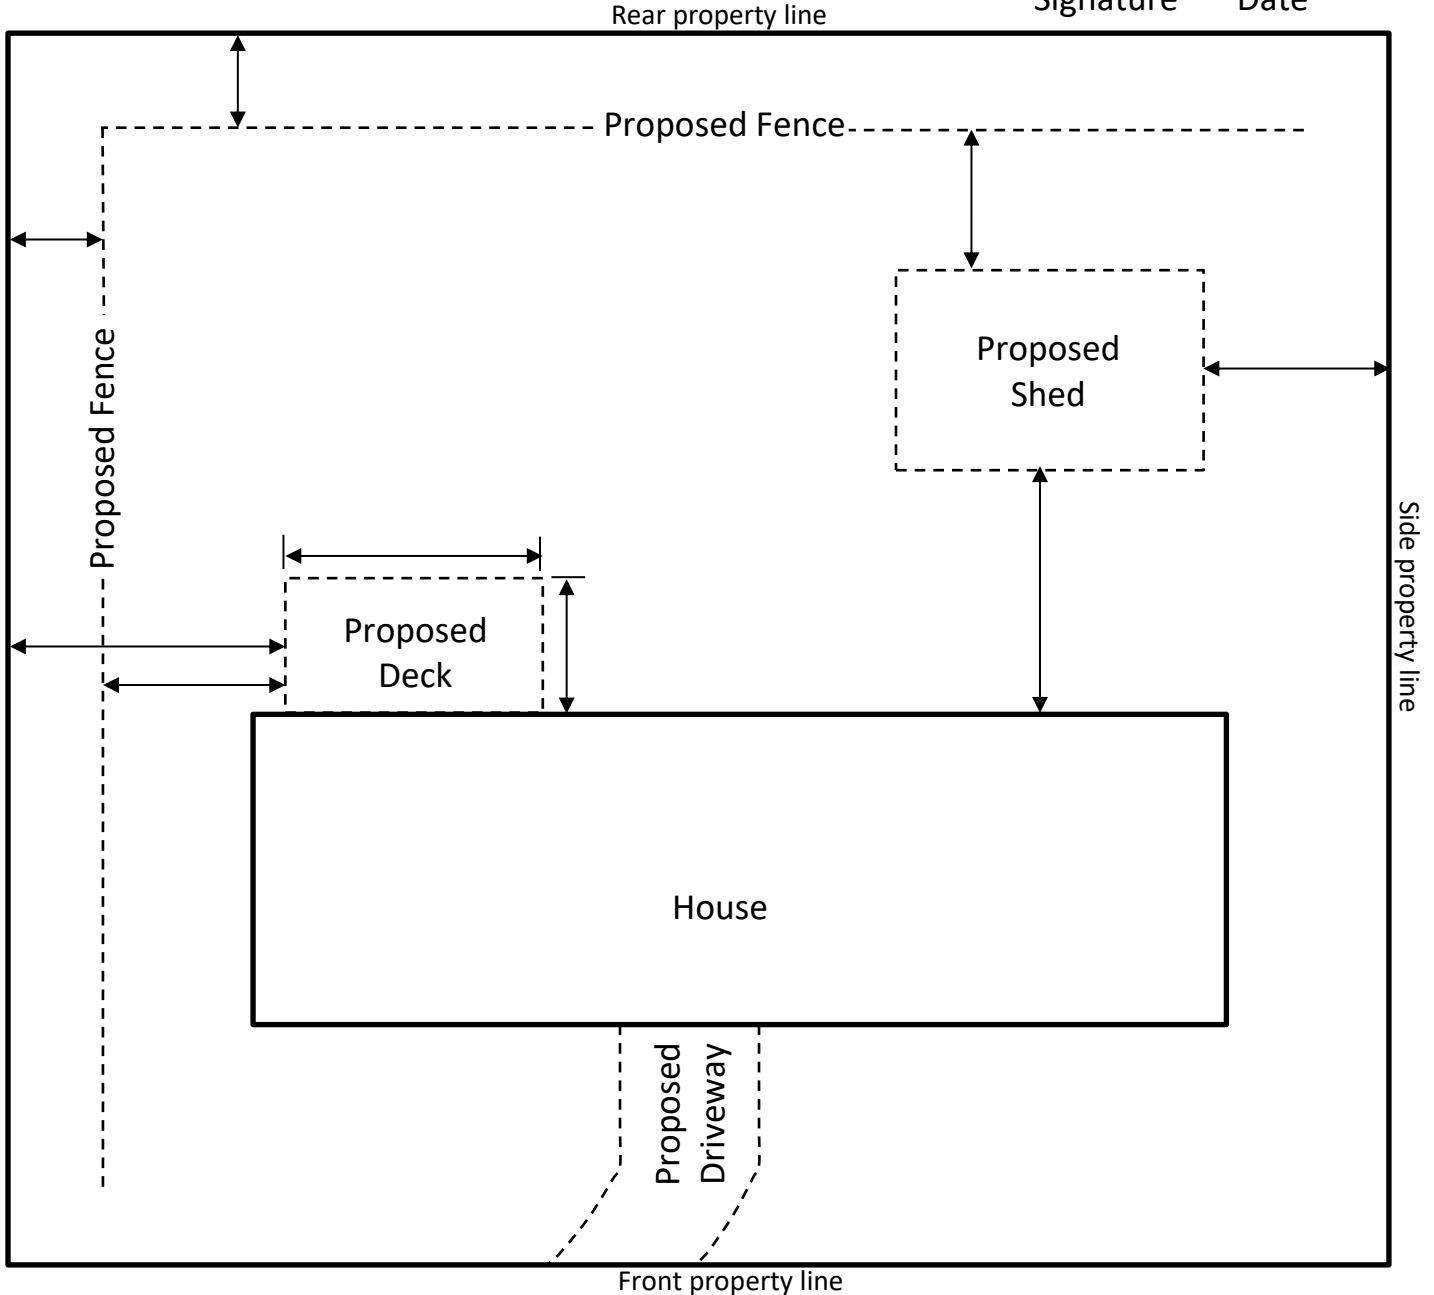 Signature Date
Rear property line
Proposed Fence
Proposed
Shed
Proposed Fence
Side property line
Proposed
Deck
House
Proposed
Driveway
Front property line